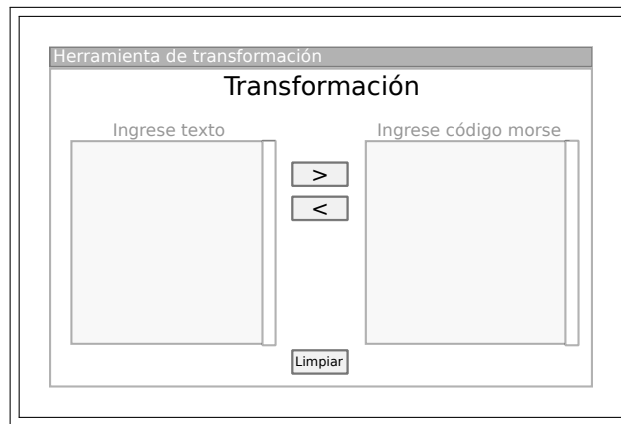 Herramienta de transformación
Transformación
Ingrese texto
Ingrese código morse
>
<
Limpiar